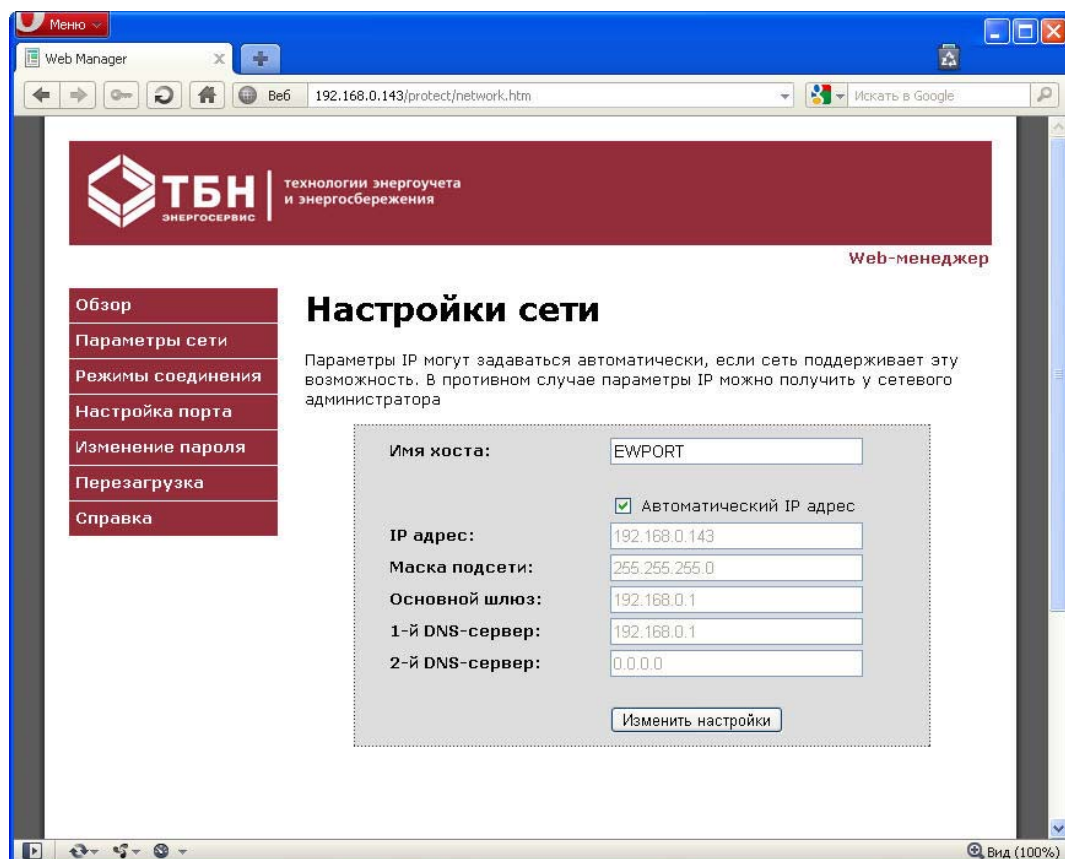 Меню
Web Manager
Веб
192.168.0.143/protect/network.htm
Искать в Google
ТБН
ЭНЕРГОСЕРВИС
технологии энергоучета
и энергосбережения
Web-менеджер
Обзор
Параметры сети
Режимы соединения
Настройка порта
Изменение пароля
Перезагрузка
Справка
Настройки сети
Параметры IP могут задаваться автоматически, если сеть поддерживает эту
возможность. В противном случае параметры IP можно получить у сетевого
администратора
Имя хоста:
EWPORT
Автоматический IP адрес
IP адрес:
192.168.0.143
Маска подсети:
255.255.255.0
Основной шлюз:
192.168.0.1
1-й DNS-сервер:
192.168.0.1
2-й DNS-сервер:
0.0.0.0
Изменить настройки
Вид (100%)